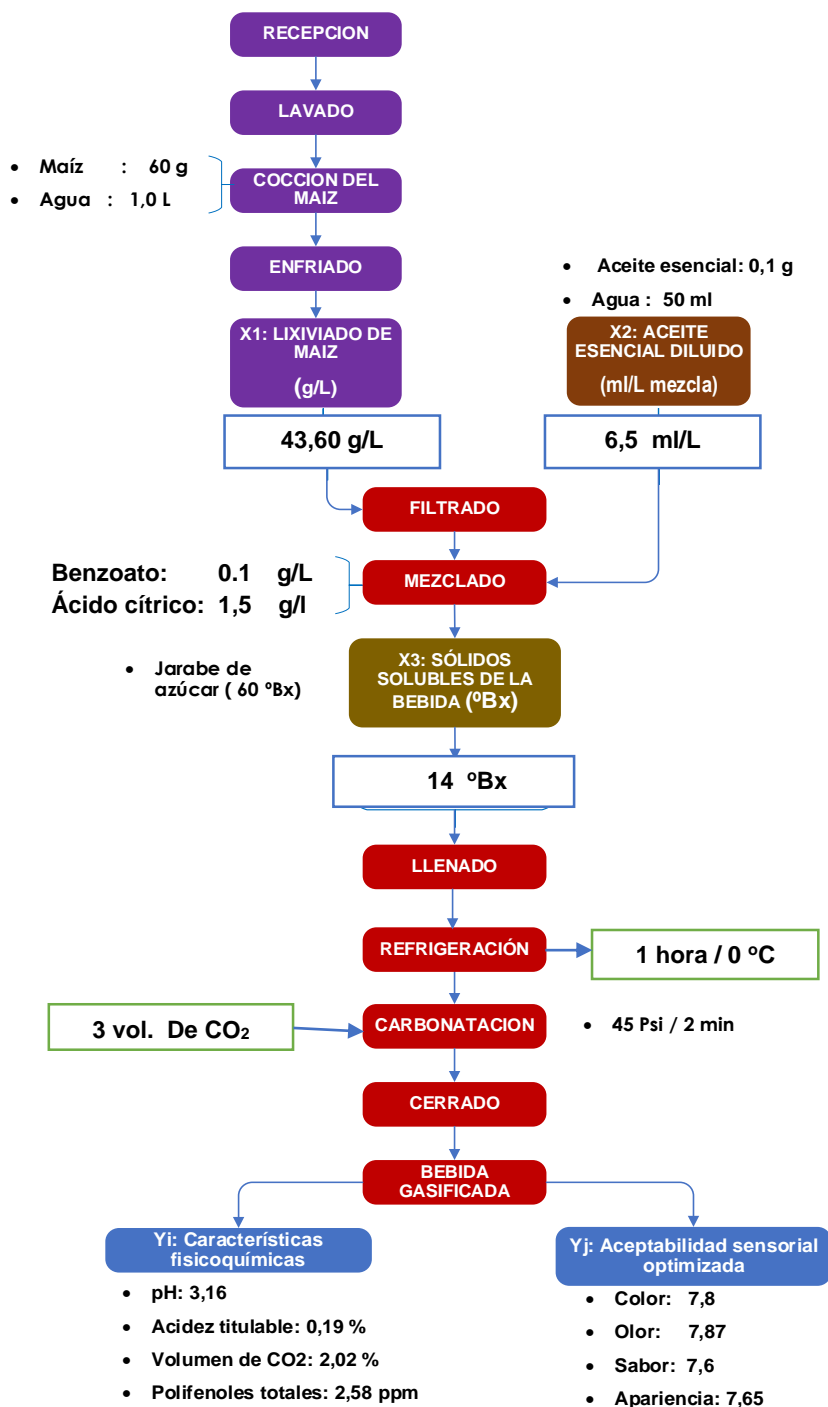 RECEPCION
LAVADO
• Maíz : 60 g
• Agua : 1,0 L
COCCION DEL
MAIZ
ENFRIADO
• Aceite esencial: 0,1 g
• Agua : 50 ml
X1: LIXIVIADO DE
MAIZ
(g/L)
X2: ACEITE
ESENCIAL DILUIDO
(ml/L mezcla)
43,60 g/L
6,5 ml/L
FILTRADO
Benzoato: 0.1 g/L
Ácido cítrico: 1,5 g/l
MEZCLADO
• Jarabe de
azúcar ( 60 ºBx)
X3: SÓLIDOS
SOLUBLES DE LA
BEBIDA (ºBx)
14 ºBx
LLENADO
REFRIGERACIÓN
1 hora / 0 ºC
3 vol. De CO₂
CARBONATACION
• 45 Psi / 2 min
CERRADO
BEBIDA
GASIFICADA
Yi: Características
fisicoquímicas
• pH: 3,16
• Acidez titulable: 0,19 %
• Volumen de CO2: 2,02 %
• Polifenoles totales: 2,58 ppm
Yj: Aceptabilidad sensorial
optimizada
• Color: 7,8
• Olor: 7,87
• Sabor: 7,6
• Apariencia: 7,65